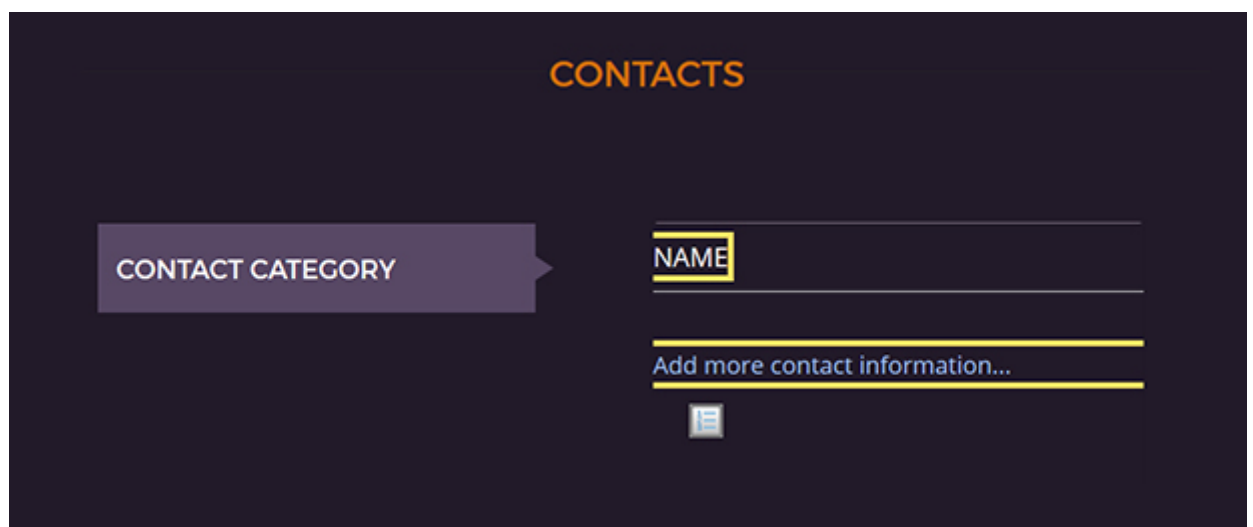 CONTACTS
CONTACT CATEGORY
NAME
Add more contact information...